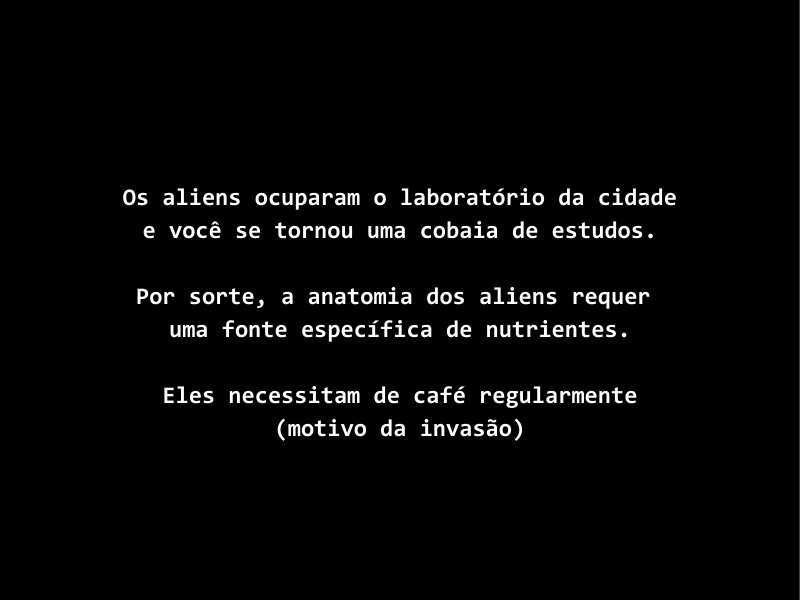 Os aliens ocuparam o laboratório da cidade
e você se tornou uma cobaia de estudos.
Por sorte, a anatomia dos aliens requer
uma fonte específica de nutrientes.
Eles necessitam de café regularmente
(motivo da invasão)